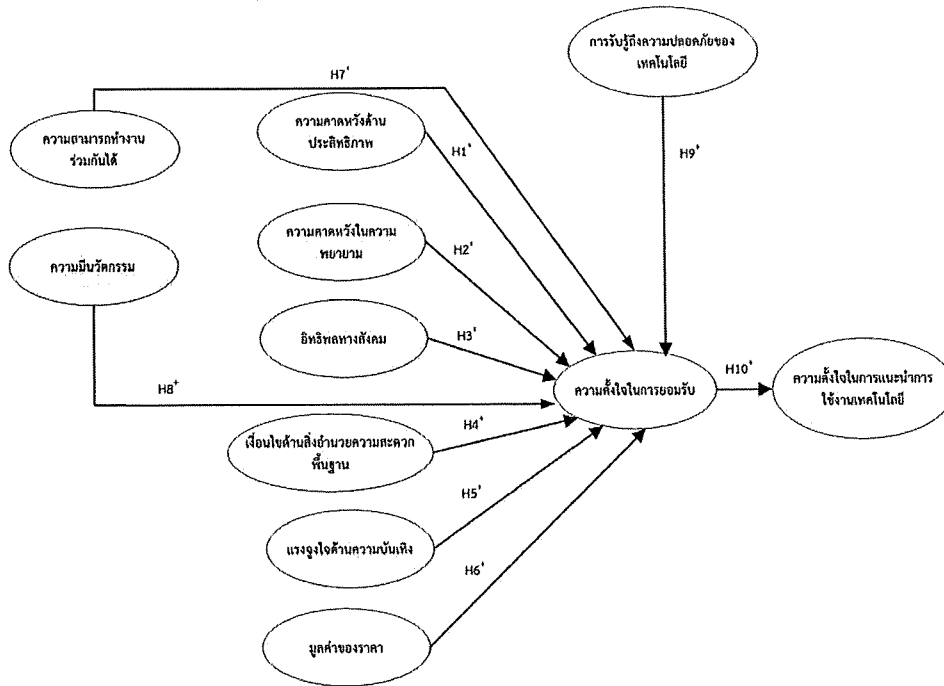 การรับรู้ถึงความปลอดภัยของ
เทคโนโลยี
H7⁺
ความสามารถทำงาน
ร่วมกันได้
ความคาดหวังด้าน
ประสิทธิภาพ
H1⁺
H9⁺
ความมีนวัตกรรม
ความคาดหวังในความ
พยายาม
H2⁺
อิทธิพลทางสังคม
H3⁺
H8⁺
ความตั้งใจในการยอมรับ
H10⁺
ความตั้งใจในการแนะนำการ
ใช้งานเทคโนโลยี
เงื่อนไขด้านสิ่งอำนวยความสะดวก
พื้นฐาน
H4⁺
แรงจูงใจด้านความบันเทิง
H5⁺
H6⁺
มูลค่าของราคา